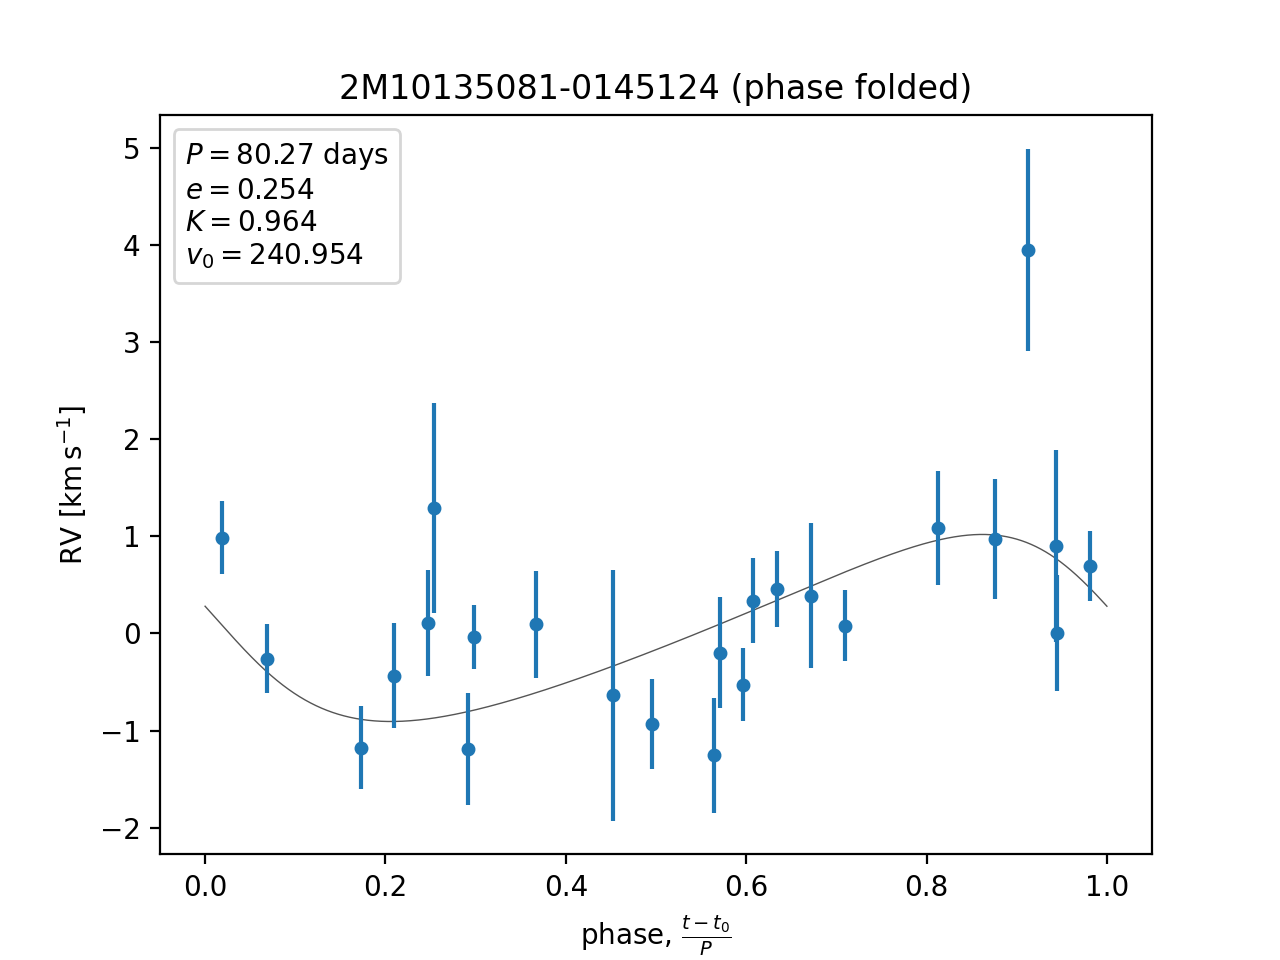 2M10135081-0145124 (phase folded)
P = 80.27 days
e = 0.254
K = 0.964
v₀ = 240.954
5
4
3
2
1
0
−1
−2
RV [km s⁻¹]
0.0 0.2 0.4 0.6 0.8 1.0
phase, (t − t₀)/P